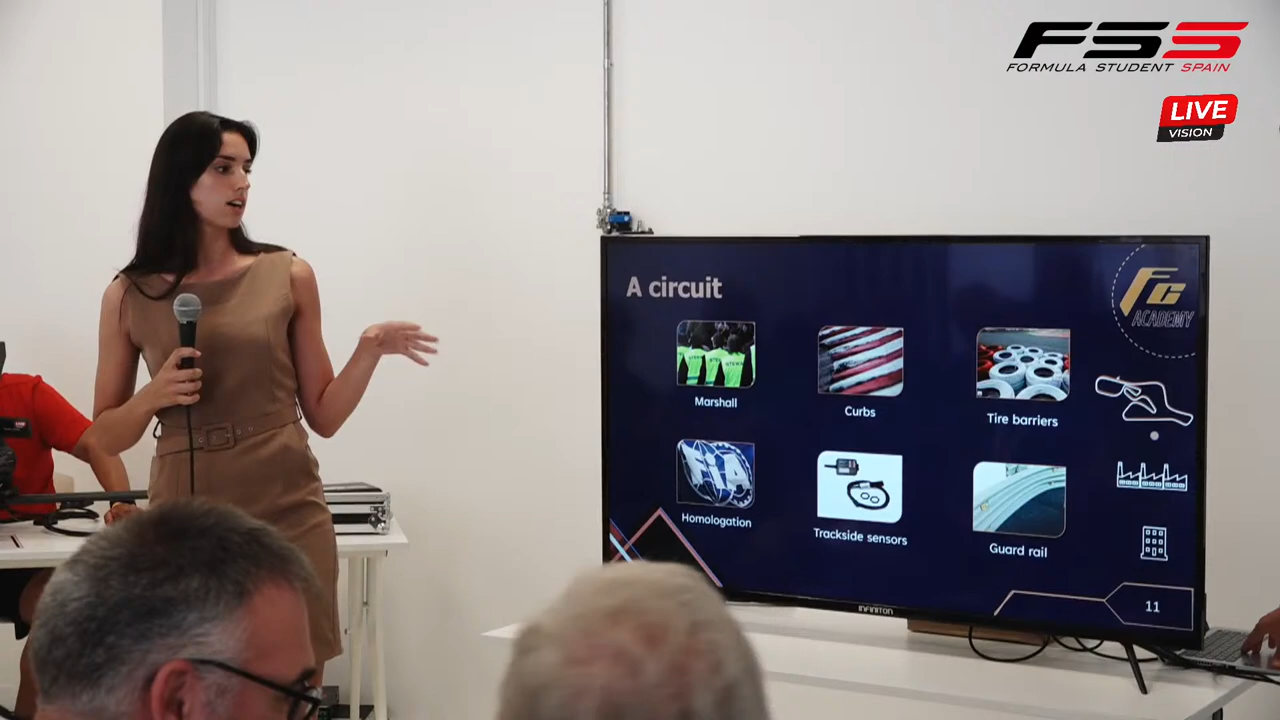 FSS
FORMULA STUDENT SPAIN
LIVE
VISION
A circuit
FC
ACADEMY
Marshall
Curbs
Tire barriers
FiA
Homologation
Trackside sensors
Guard rail
11
INFINITON